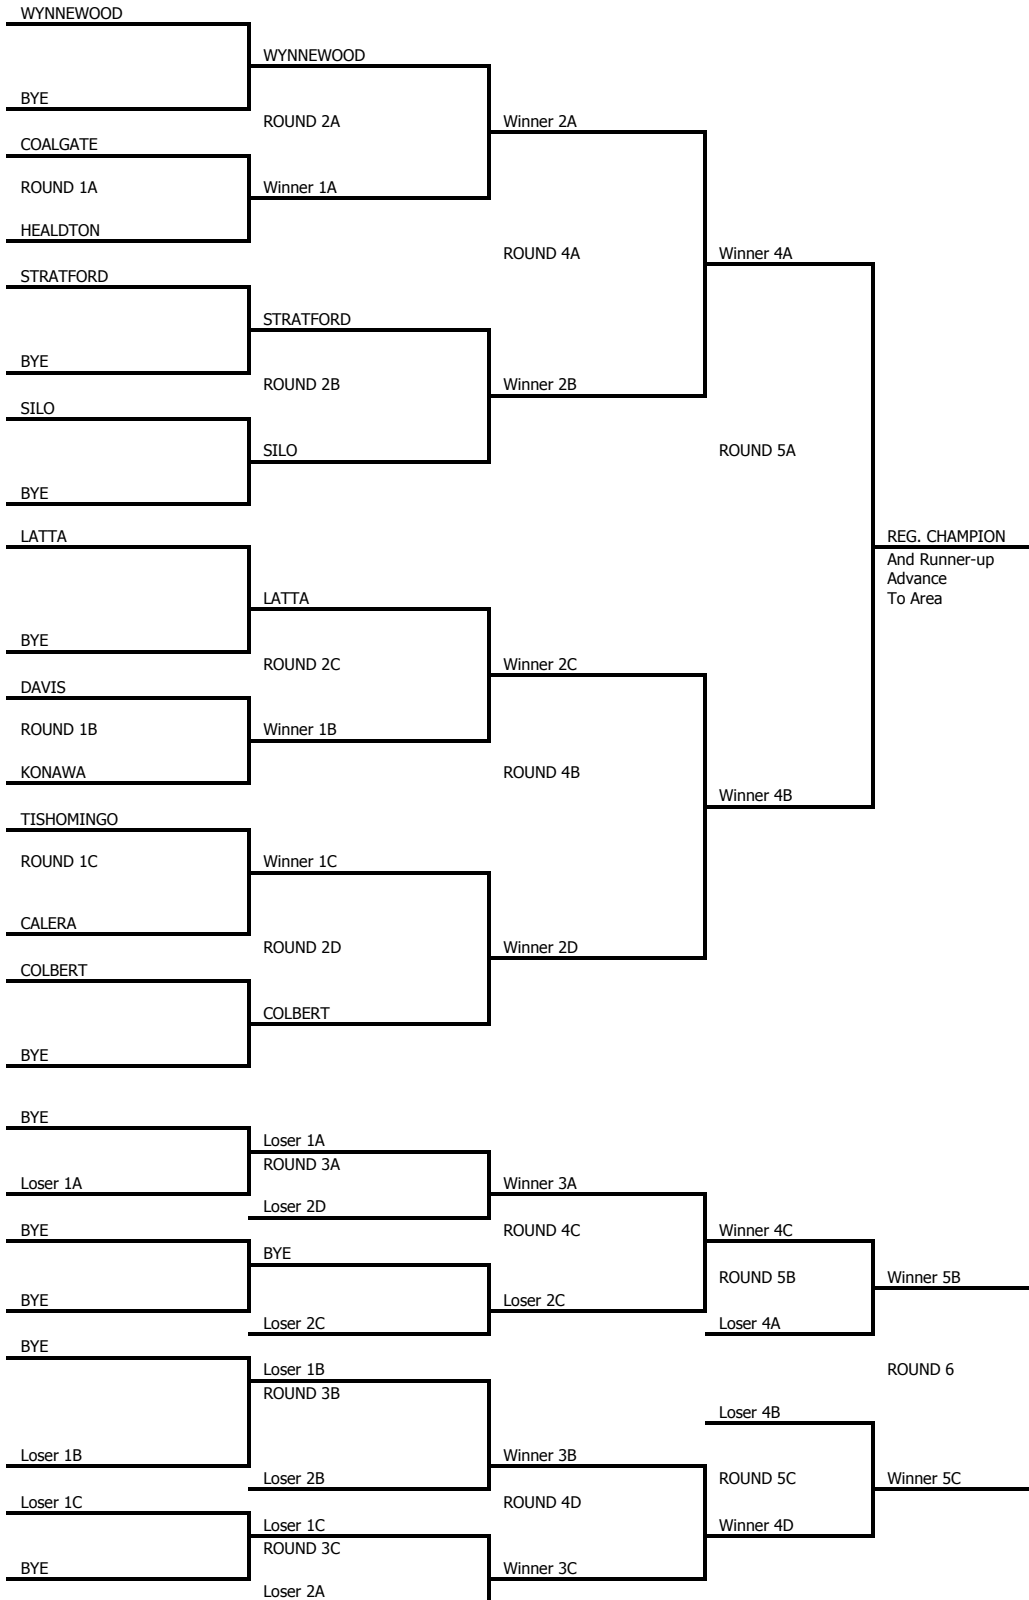 WYNNEWOOD
WYNNEWOOD
BYE
ROUND 2A
Winner 2A
COALGATE
ROUND 1A
Winner 1A
HEALDTON
ROUND 4A
Winner 4A
STRATFORD
STRATFORD
BYE
ROUND 2B
Winner 2B
SILO
SILO
ROUND 5A
BYE
LATTA
REG. CHAMPION
And Runner-up
Advance
To Area
LATTA
BYE
ROUND 2C
Winner 2C
DAVIS
ROUND 1B
Winner 1B
KONAWA
ROUND 4B
Winner 4B
TISHOMINGO
ROUND 1C
Winner 1C
CALERA
ROUND 2D
Winner 2D
COLBERT
COLBERT
BYE
BYE
Loser 1A
ROUND 3A
Loser 1A
Winner 3A
Loser 2D
BYE
ROUND 4C
Winner 4C
BYE
ROUND 5B
Winner 5B
BYE
Loser 2C
Loser 2C
Loser 4A
BYE
Loser 1B
ROUND 6
ROUND 3B
Loser 4B
Loser 1B
Winner 3B
Loser 2B
ROUND 5C
Winner 5C
Loser 1C
ROUND 4D
Loser 1C
Winner 4D
ROUND 3C
BYE
Winner 3C
Loser 2A